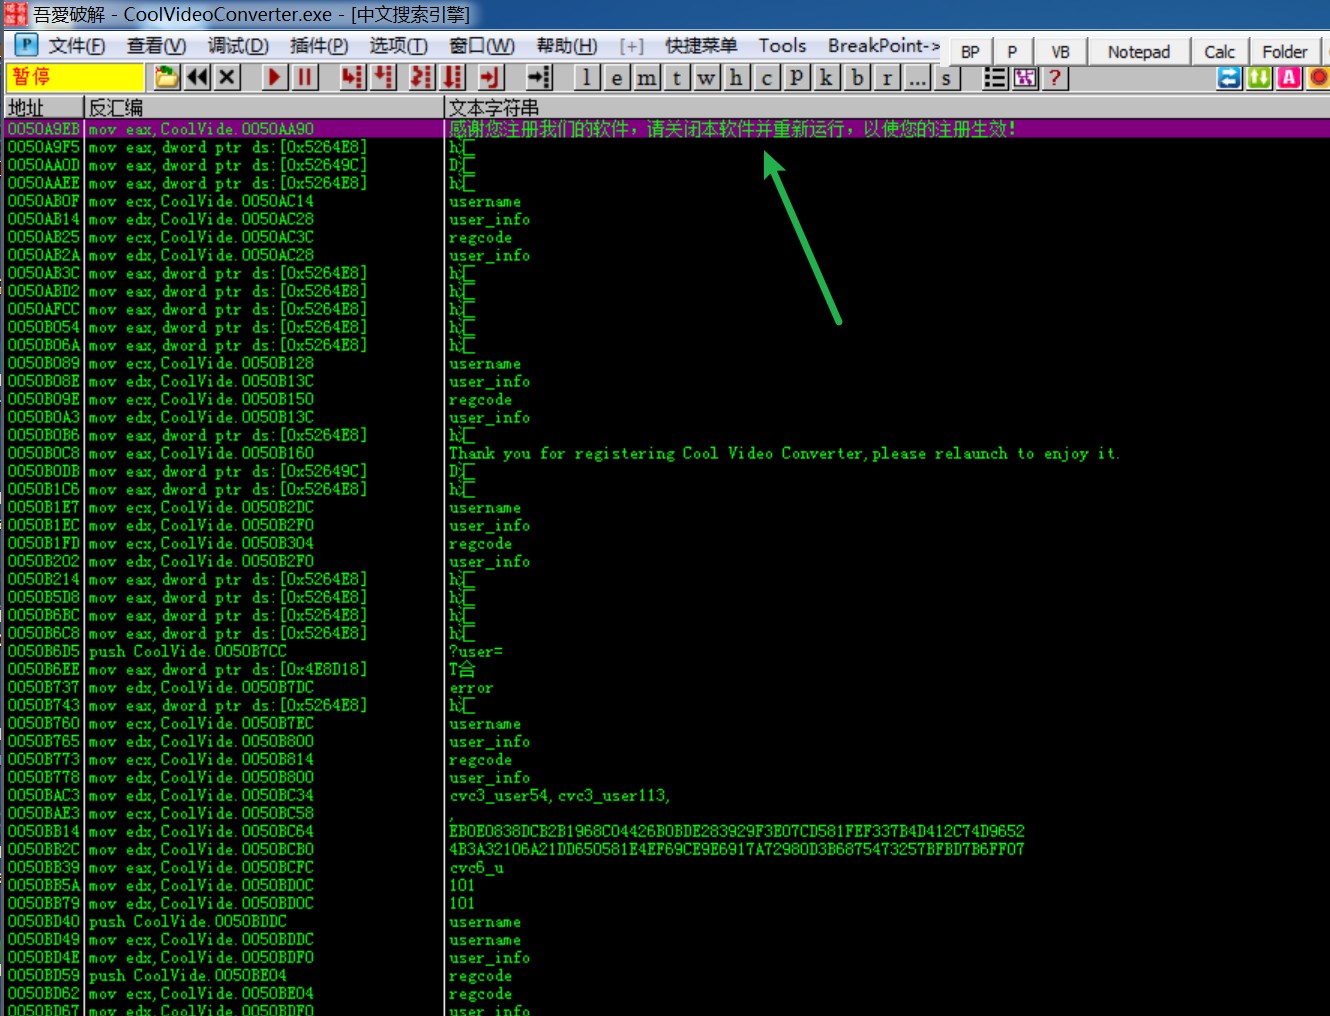 吾愛破解 - CoolVideoConverter.exe - [中文搜索引擎]
P 文件(F) 查看(V) 调试(D) 插件(P) 选项(T) 窗口(W) 帮助(H) [+] 快捷菜单 Tools BreakPoint-> BP P VB Notepad Calc Folder
暂停 l e m t w h c p k b r ... s ?
地址 反汇编 文本字符串
0050A9EB mov eax,CoolVide.0050AA90 感谢您注册我们的软件，请关闭本软件并重新运行，以使您的注册生效！
0050A9F5 mov eax,dword ptr ds:[0x5264E8]
0050AA0D mov eax,dword ptr ds:[0x52649C]
0050AAEE mov eax,dword ptr ds:[0x5264E8]
0050AB0F mov ecx,CoolVide.0050AC14 username
0050AB14 mov edx,CoolVide.0050AC28 user_info
0050AB25 mov ecx,CoolVide.0050AC3C regcode
0050AB2A mov edx,CoolVide.0050AC28 user_info
0050AB3C mov eax,dword ptr ds:[0x5264E8]
0050ABD2 mov eax,dword ptr ds:[0x5264E8]
0050AFCC mov eax,dword ptr ds:[0x5264E8]
0050B054 mov eax,dword ptr ds:[0x5264E8]
0050B06A mov eax,dword ptr ds:[0x5264E8]
0050B089 mov ecx,CoolVide.0050B128 username
0050B08E mov edx,CoolVide.0050B13C user_info
0050B09E mov ecx,CoolVide.0050B150 regcode
0050B0A3 mov edx,CoolVide.0050B13C user_info
0050B0B6 mov eax,dword ptr ds:[0x5264E8]
0050B0C8 mov eax,CoolVide.0050B160 Thank you for registering Cool Video Converter,please relaunch to enjoy it.
0050B0DB mov eax,dword ptr ds:[0x52649C]
0050B1C6 mov eax,dword ptr ds:[0x5264E8]
0050B1E7 mov ecx,CoolVide.0050B2DC username
0050B1EC mov edx,CoolVide.0050B2F0 user_info
0050B1FD mov ecx,CoolVide.0050B304 regcode
0050B202 mov edx,CoolVide.0050B2F0 user_info
0050B214 mov eax,dword ptr ds:[0x5264E8]
0050B5D8 mov eax,dword ptr ds:[0x5264E8]
0050B6BC mov eax,dword ptr ds:[0x5264E8]
0050B6C8 mov eax,dword ptr ds:[0x5264E8]
0050B6D5 push CoolVide.0050B7CC ?user=
0050B6EE mov eax,dword ptr ds:[0x4E8D18] T合
0050B737 mov edx,CoolVide.0050B7DC error
0050B743 mov eax,dword ptr ds:[0x5264E8]
0050B760 mov ecx,CoolVide.0050B7EC username
0050B765 mov edx,CoolVide.0050B800 user_info
0050B773 mov ecx,CoolVide.0050B814 regcode
0050B778 mov edx,CoolVide.0050B800 user_info
0050BAC3 mov edx,CoolVide.0050BC34 cvc3_user54, cvc3_user113,
0050BAE3 mov ecx,CoolVide.0050BC58 ,
0050BB14 mov edx,CoolVide.0050BC64 EB0E0838DCB2B1968C04426B0BDE283929F3E07CD581FEF337B4D412C74D9652
0050BB2C mov edx,CoolVide.0050BCB0 4B3A32106A21DD650581E4EF69CE9E6917A72980D3B6875473257BFBD7B6FF07
0050BB39 mov eax,CoolVide.0050BCFC cvc6_u
0050BB5A mov edx,CoolVide.0050BD0C 101
0050BB79 mov edx,CoolVide.0050BD0C 101
0050BD40 push CoolVide.0050BDDC username
0050BD49 mov ecx,CoolVide.0050BDDC username
0050BD4E mov edx,CoolVide.0050BDF0 user_info
0050BD59 push CoolVide.0050BE04 regcode
0050BD62 mov ecx,CoolVide.0050BE04 regcode
0050BD67 mov edx,CoolVide.0050BDF0 user_info